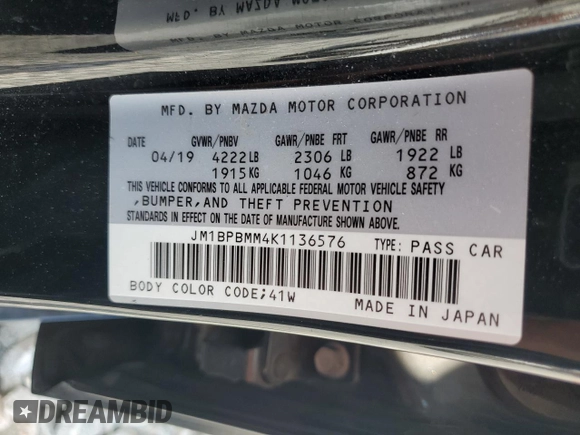 MFD. BY MAZDA MOTOR CORPORATION
DATE GVWR/PNBV GAWR/PNBE FRT GAWR/PNBE RR
04/19 4222LB 2306 LB 1922 LB
1915KG 1046 KG 872 KG
THIS VEHICLE CONFORMS TO ALL APPLICABLE FEDERAL MOTOR VEHICLE SAFETY
,BUMPER,AND THEFT PREVENTION
STANDARDS IN EFFECT ON THE DATE OF MANUFACTURE SHOWN ABOVE.
JM1BPBMM4K1136576 TYPE: PASS CAR
BODY COLOR CODE;41W MADE IN JAPAN
DREAMBID